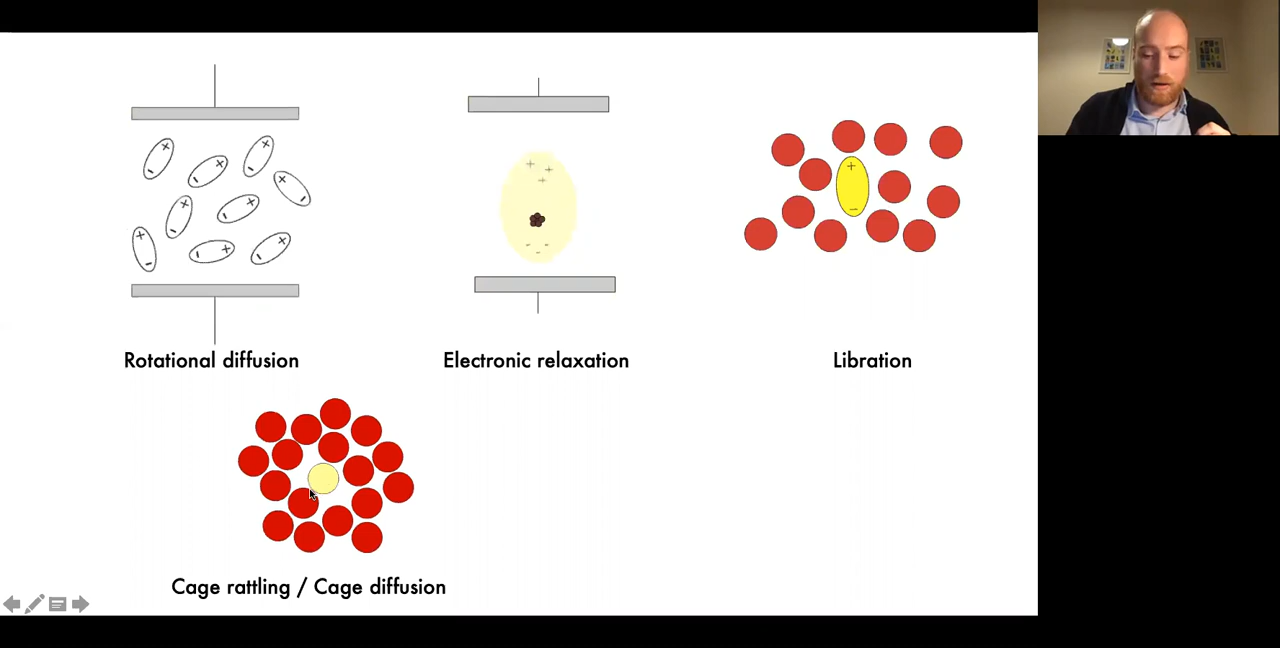 Rotational diffusion
Electronic relaxation
Libration
Cage rattling / Cage diffusion